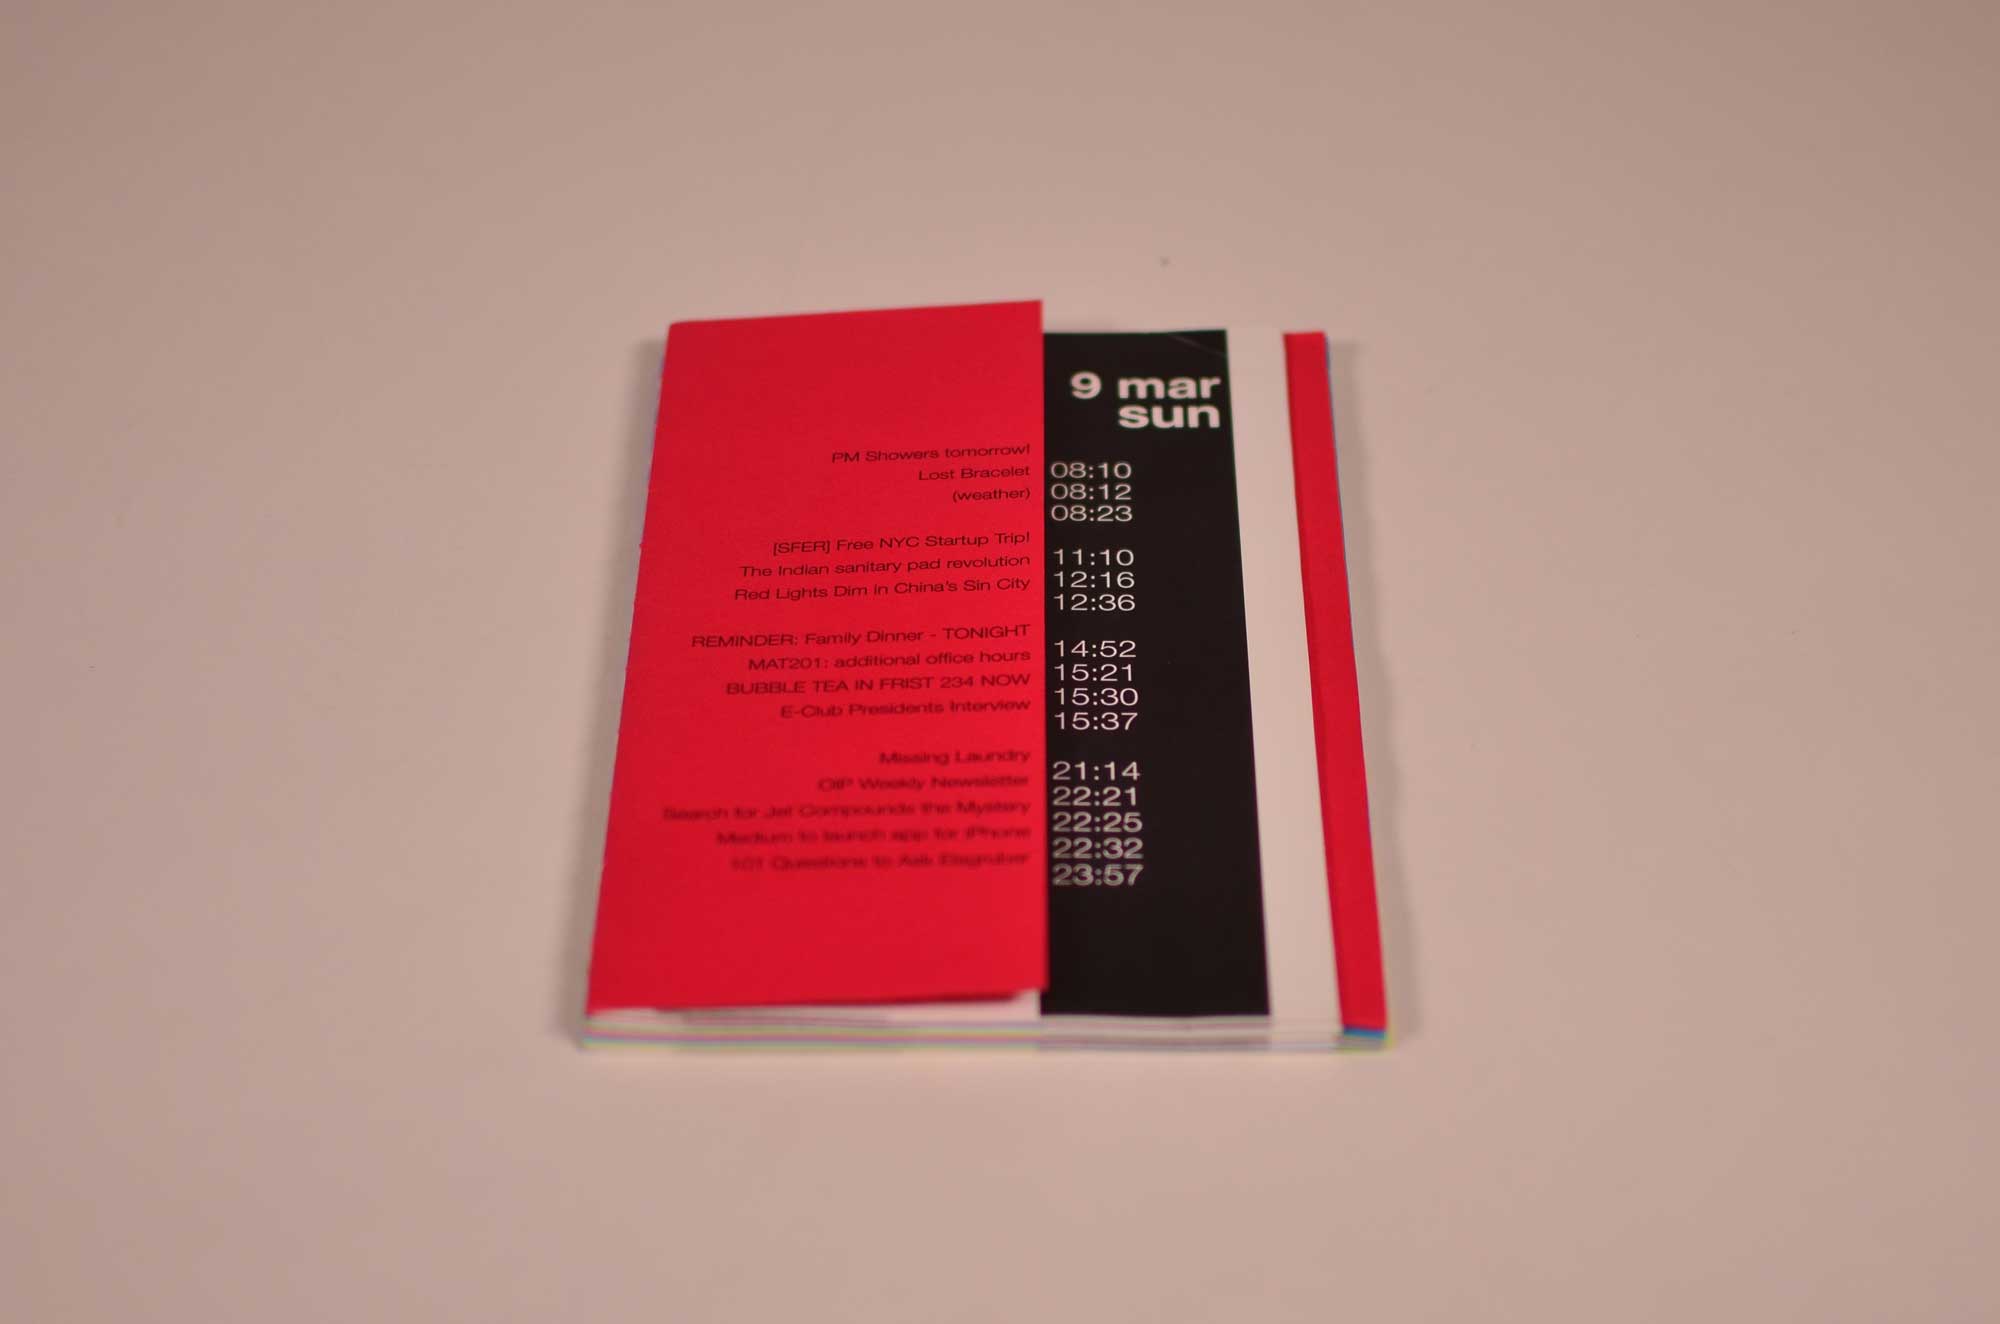 9 mar
sun
PM Showers tomorrow! 08:10
Lost Bracelet 08:12
(weather) 08:23
[SFER] Free NYC Startup Trip! 11:10
The Indian sanitary pad revolution 12:16
Red Lights Dim in China's Sin City 12:36
REMINDER: Family Dinner - TONIGHT 14:52
MAT201: additional office hours 15:21
BUBBLE TEA IN FRIST 234 NOW 15:30
E-Club Presidents Interview 15:37
Missing Laundry 21:14
OIP Weekly Newsletter 22:21
Search for Jet Compounds the Mystery 22:25
Medium to launch app for iPhone 22:32
101 Questions to Ask Eisgruber 23:57